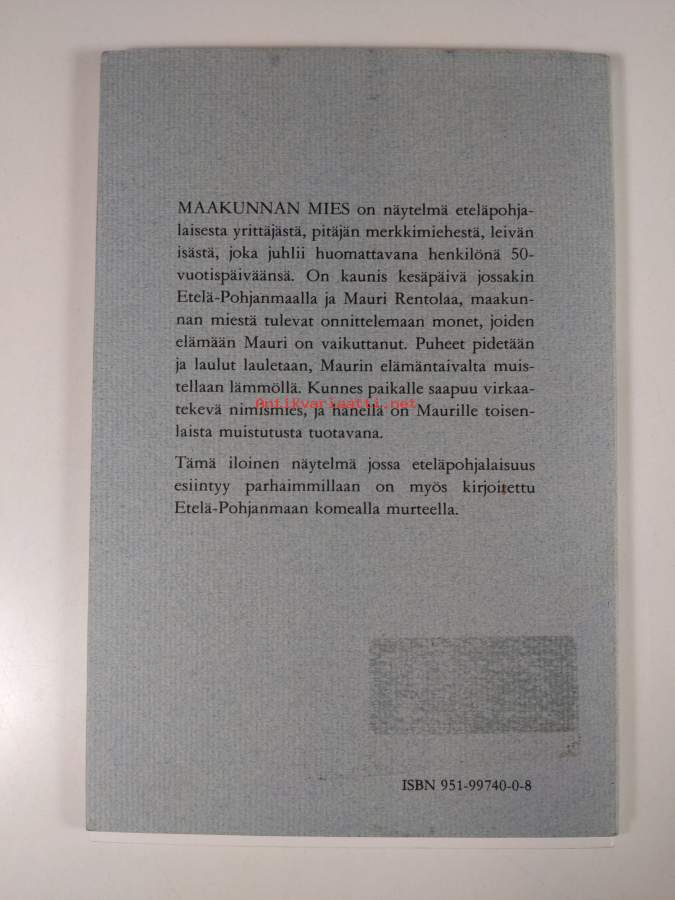 MAAKUNNAN MIES on näytelmä eteläpohja-
laisesta yrittäjästä, pitäjän merkkimiehestä, leivän
isästä, joka juhlii huomattavana henkilönä 50-
vuotispäiväänsä. On kaunis kesäpäivä jossakin
Etelä-Pohjanmaalla ja Mauri Rentolaa, maakun-
nan miestä tulevat onnittelemaan monet, joiden
elämään Mauri on vaikuttanut. Puheet pidetään
ja laulut lauletaan, Maurin elämäntaivalta muis-
tellaan lämmöllä. Kunnes paikalle saapuu virkaa-
tekevä nimismies, ja hänellä on Maurille toisen-
Antikvariaatti.net
laista muistutusta tuotavana.
Tämä iloinen näytelmä jossa eteläpohjalaisuus
esiintyy parhaimmillaan on myös kirjoitettu
Etelä-Pohjanmaan komealla murteella.
ISBN 951-99740-0-8